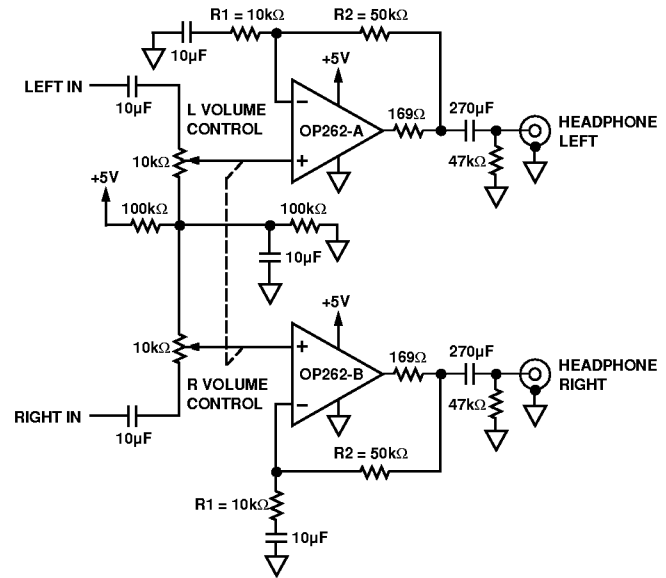 R1 = 10kΩ
R2 = 50kΩ
10µF
+5V
LEFT IN
10µF
L VOLUME
CONTROL
−
OP262-A
+
169Ω
270µF
HEADPHONE
LEFT
10kΩ
47kΩ
+5V
100kΩ
100kΩ
10µF
+5V
10kΩ
+
OP262-B
−
169Ω
270µF
HEADPHONE
RIGHT
R VOLUME
CONTROL
47kΩ
RIGHT IN
10µF
R2 = 50kΩ
R1 = 10kΩ
10µF